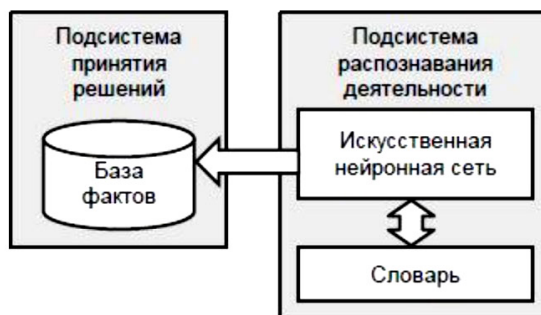 Подсистема
принятия
решений
База
фактов
Подсистема
распознавания
деятельности
Искусственная
нейронная сеть
Словарь